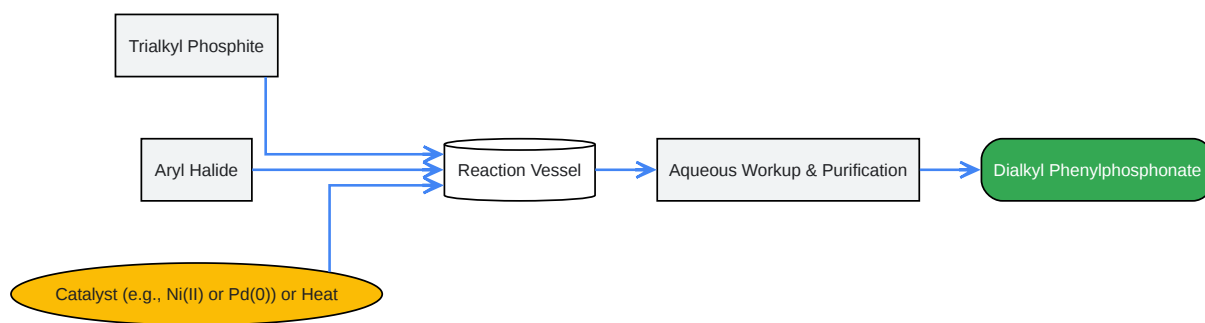 Trialkyl Phosphite
Aryl Halide
Reaction Vessel
Aqueous Workup & Purification
Dialkyl Phenylphosphonate
Catalyst (e.g., Ni(II) or Pd(0)) or Heat